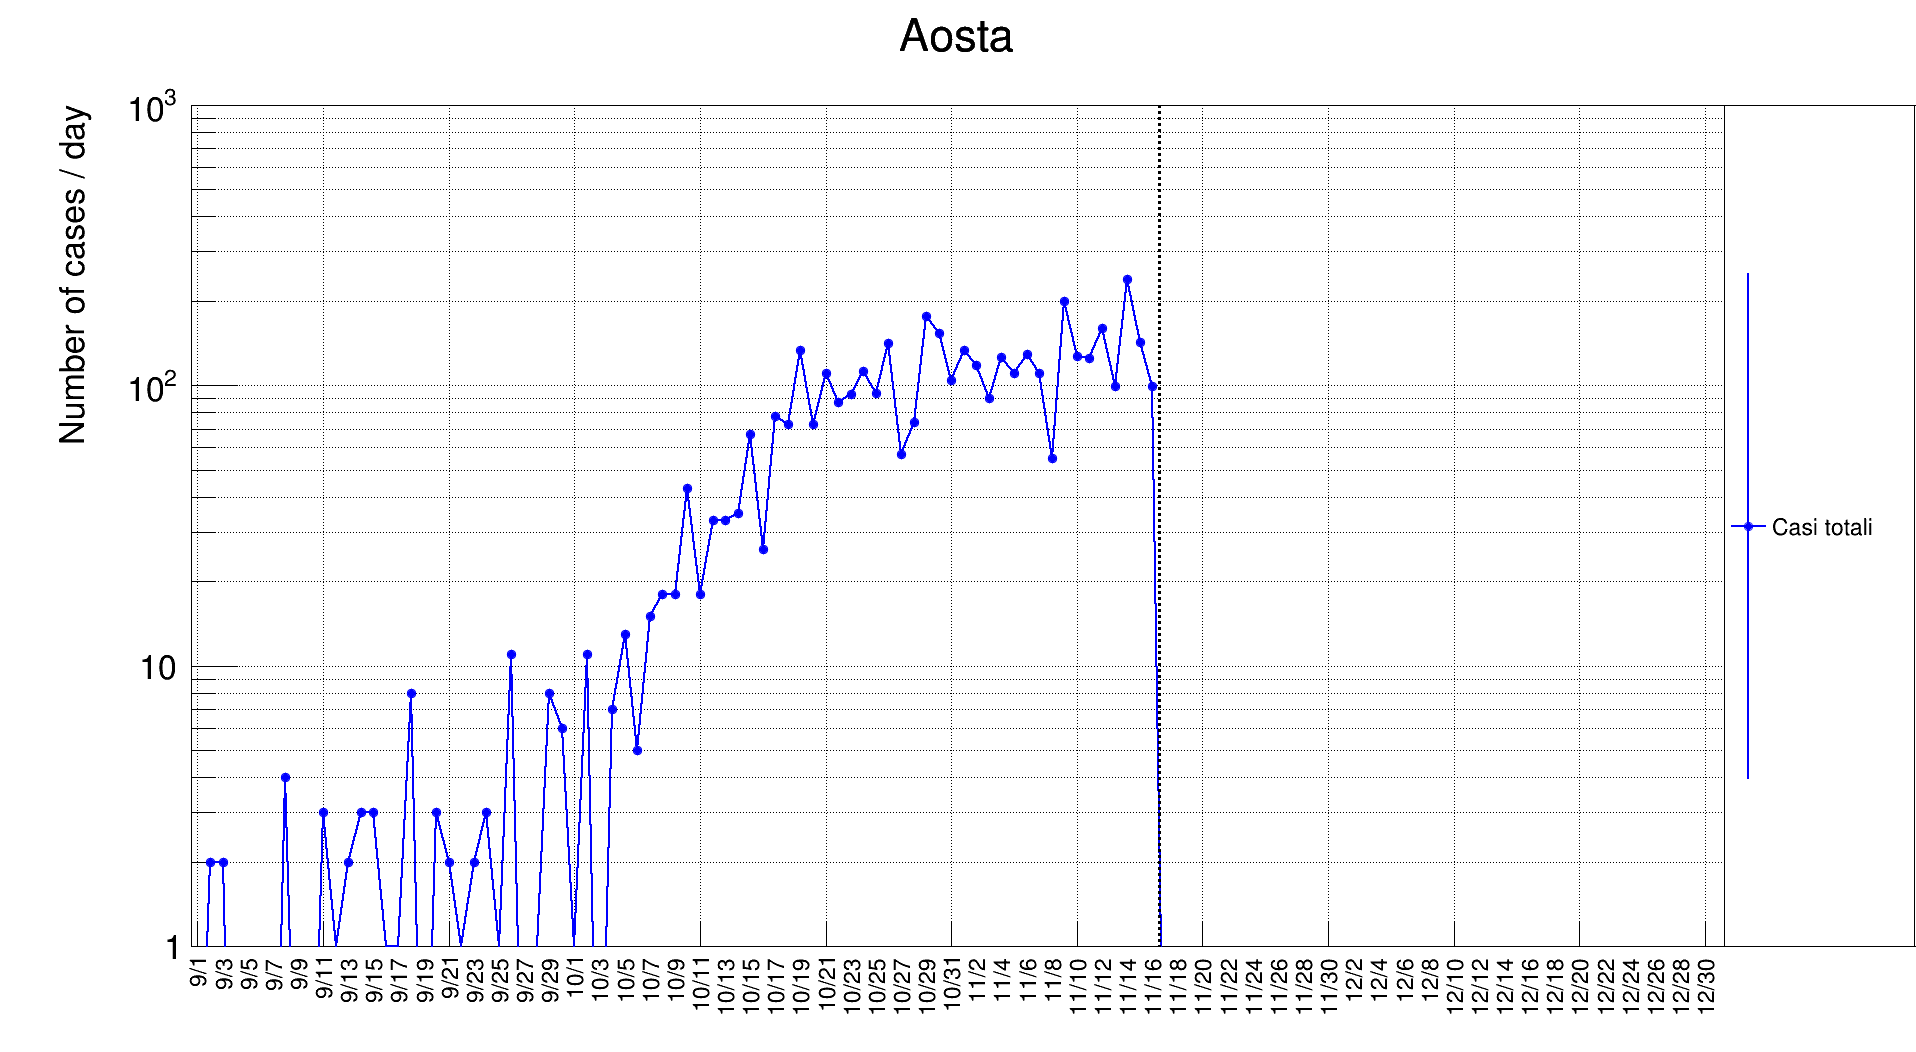 Aosta
Number of cases / day
10³
10²
10
1
9/1 9/3 9/5 9/7 9/9 9/11 9/13 9/15 9/17 9/19 9/21 9/23 9/25 9/27 9/29 10/1 10/3 10/5 10/7 10/9 10/11 10/13 10/15 10/17 10/19 10/21 10/23 10/25 10/27 10/29 10/31 11/2 11/4 11/6 11/8 11/10 11/12 11/14 11/16 11/18 11/20 11/22 11/24 11/26 11/28 11/30 12/2 12/4 12/6 12/8 12/10 12/12 12/14 12/16 12/18 12/20 12/22 12/24 12/26 12/28 12/30
Casi totali